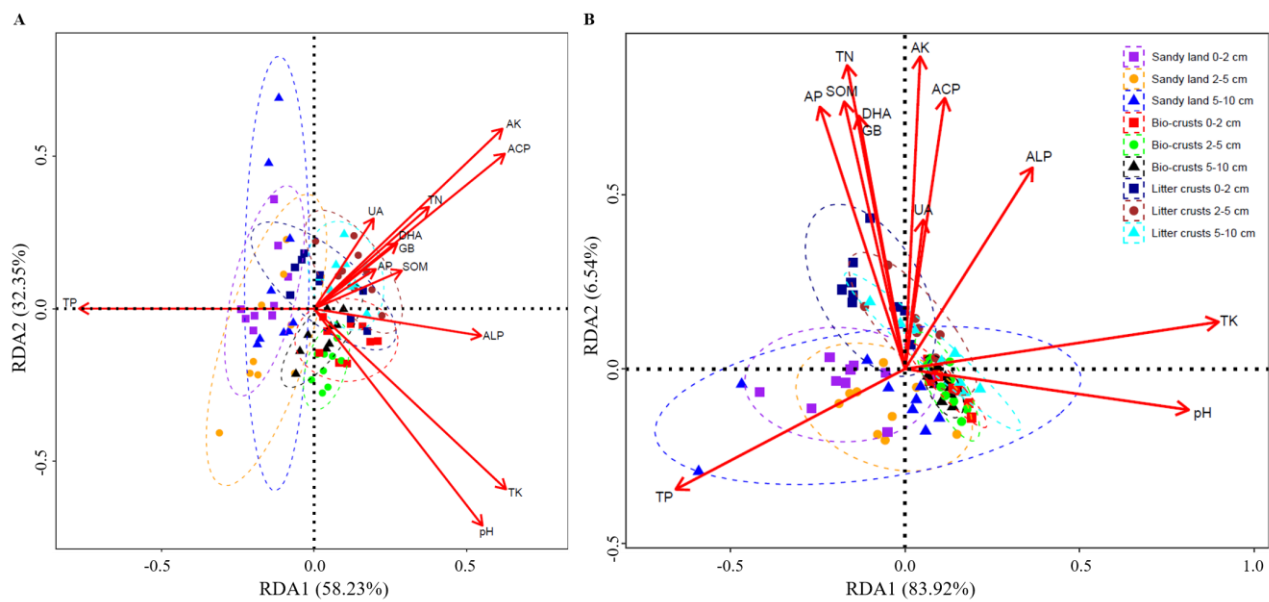 A
RDA2 (32.35%)
0.5
0.0
-0.5
AK
ACP
TN
UA
DHA
GB
AP
SOM
TP
ALP
TK
pH
-0.5
0.0
0.5
RDA1 (58.23%)
B
RDA2 (6.54%)
0.5
0.0
-0.5
AK
TN
SOM
AP
ACP
DHA
GB
ALP
UA
TK
pH
TP
-0.5
0.0
0.5
1.0
RDA1 (83.92%)
Sandy land 0-2 cm
Sandy land 2-5 cm
Sandy land 5-10 cm
Bio-crusts 0-2 cm
Bio-crusts 2-5 cm
Bio-crusts 5-10 cm
Litter crusts 0-2 cm
Litter crusts 2-5 cm
Litter crusts 5-10 cm